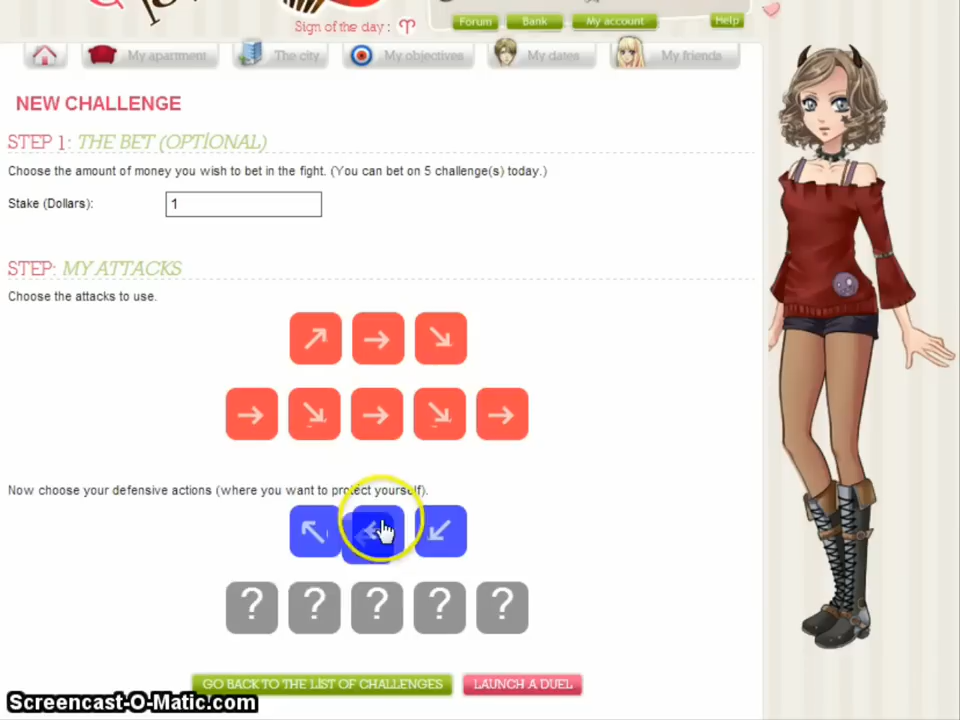 Sign of the day :
Forum
Bank
My account
Help
My apartment
The city
My objectives
My dates
My friends
NEW CHALLENGE
STEP 1: THE BET (OPTIONAL)
Choose the amount of money you wish to bet in the fight. (You can bet on 5 challenge(s) today.)
Stake (Dollars): 1
STEP: MY ATTACKS
Choose the attacks to use.
Now choose your defensive actions (where you want to protect yourself).
? ? ? ? ?
GO BACK TO THE LIST OF CHALLENGES
LAUNCH A DUEL
Screencast-O-Matic.com